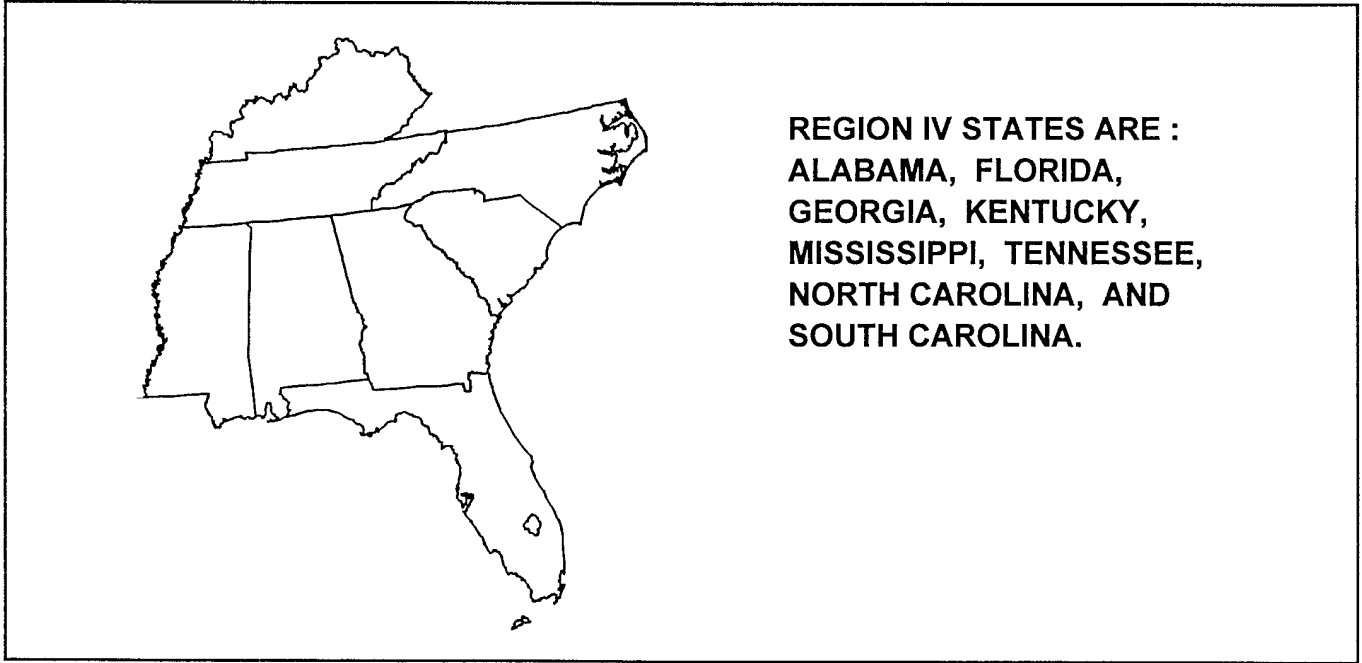 REGION IV STATES ARE :
ALABAMA, FLORIDA,
GEORGIA, KENTUCKY,
MISSISSIPPI, TENNESSEE,
NORTH CAROLINA, AND
SOUTH CAROLINA.